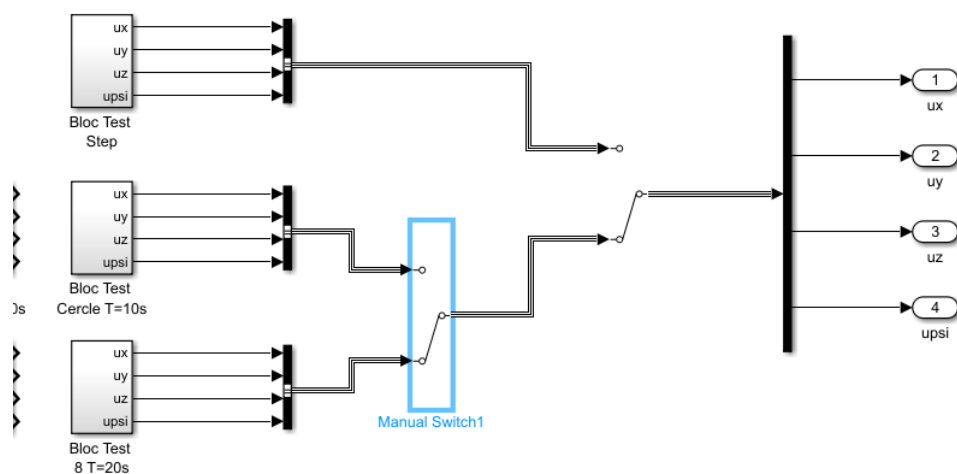 ux
uy
uz
upsi
Bloc Test
Step
ux
uy
uz
upsi
Bloc Test
Cercle T=10s
0s
ux
uy
uz
upsi
Bloc Test
8 T=20s
Manual Switch1
1
ux
2
uy
3
uz
4
upsi